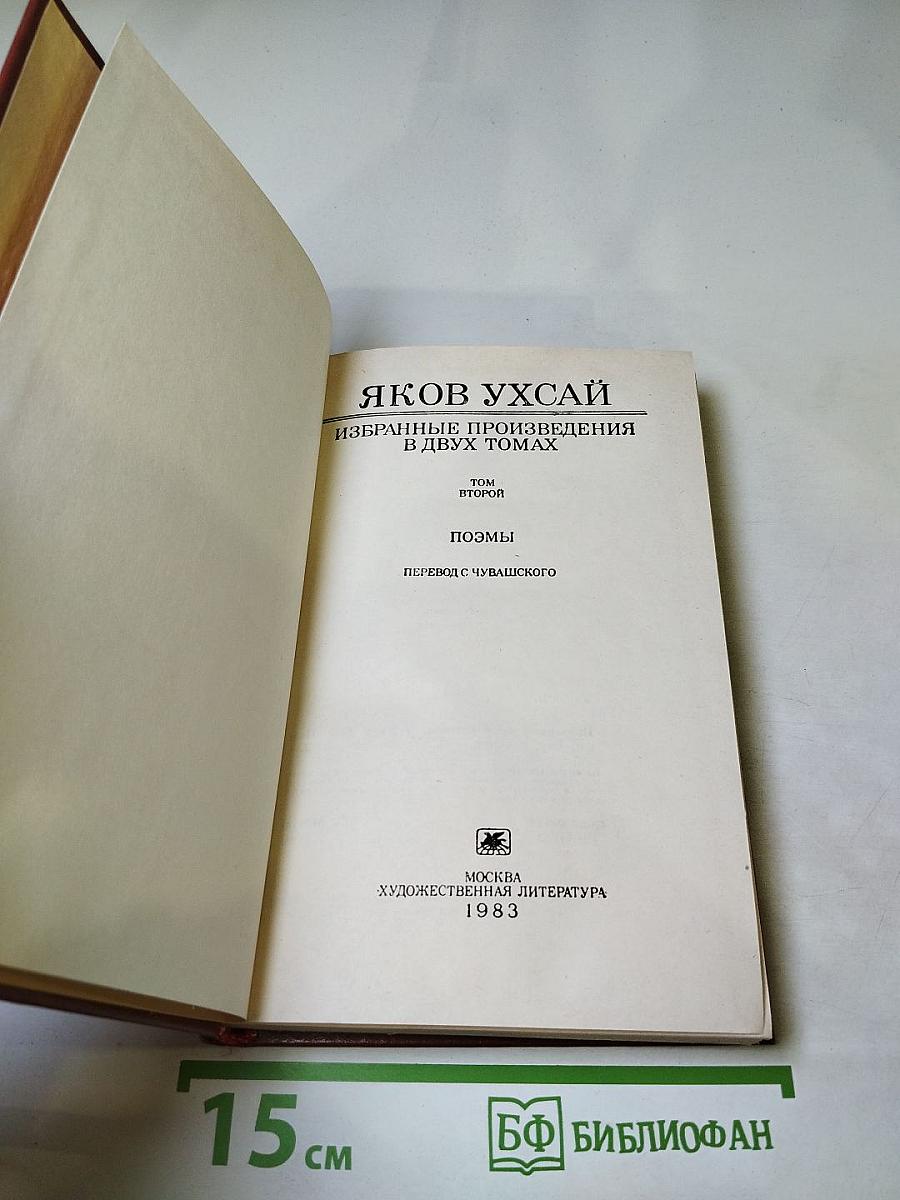 ЯКОВ УХСАЙ
ИЗБРАННЫЕ ПРОИЗВЕДЕНИЯ
В ДВУХ ТОМАХ
ТОМ
ВТОРОЙ
ПОЭМЫ
ПЕРЕВОД С ЧУВАШСКОГО
МОСКВА
«ХУДОЖЕСТВЕННАЯ ЛИТЕРАТУРА»
1983
15 см
БФ БИБЛИОФАН